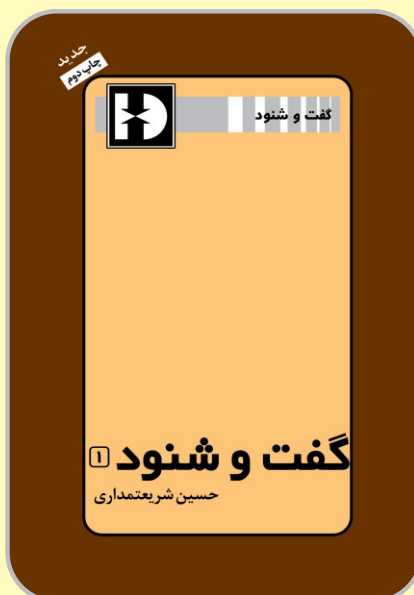 جدید
چاپ دوم
گفت و شنود
گفت و شنود ۱
حسین شریعتمداری